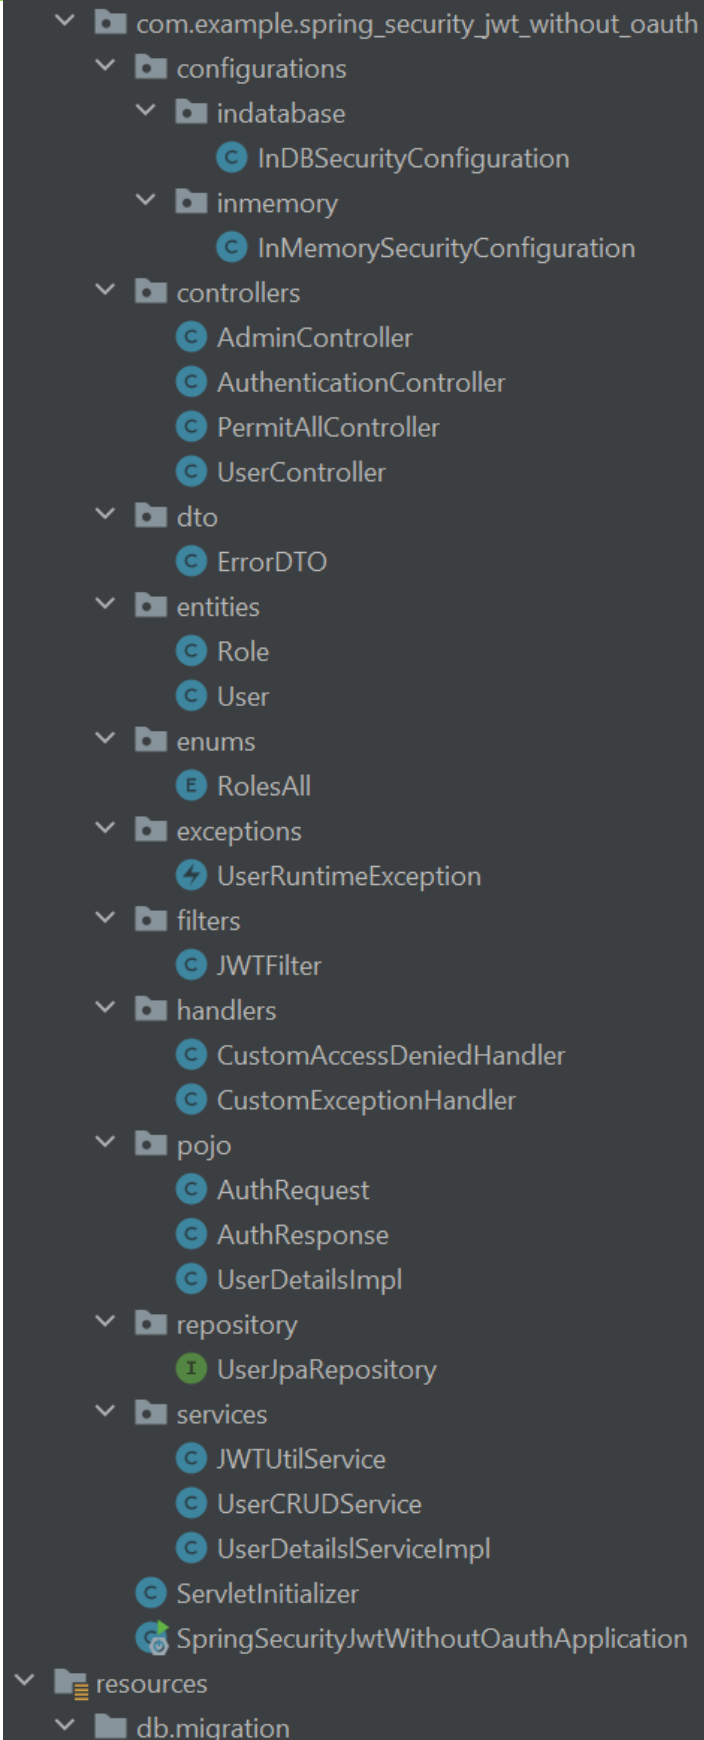 com.example.spring_security_jwt_without_oauth
configurations
indatabase
InDBSecurityConfiguration
inmemory
InMemorySecurityConfiguration
controllers
AdminController
AuthenticationController
PermitAllController
UserController
dto
ErrorDTO
entities
Role
User
enums
RolesAll
exceptions
UserRuntimeException
filters
JWTFilter
handlers
CustomAccessDeniedHandler
CustomExceptionHandler
pojo
AuthRequest
AuthResponse
UserDetailsImpl
repository
UserJpaRepository
services
JWTUtilService
UserCRUDService
UserDetailslServiceImpl
ServletInitializer
SpringSecurityJwtWithoutOauthApplication
resources
db.migration